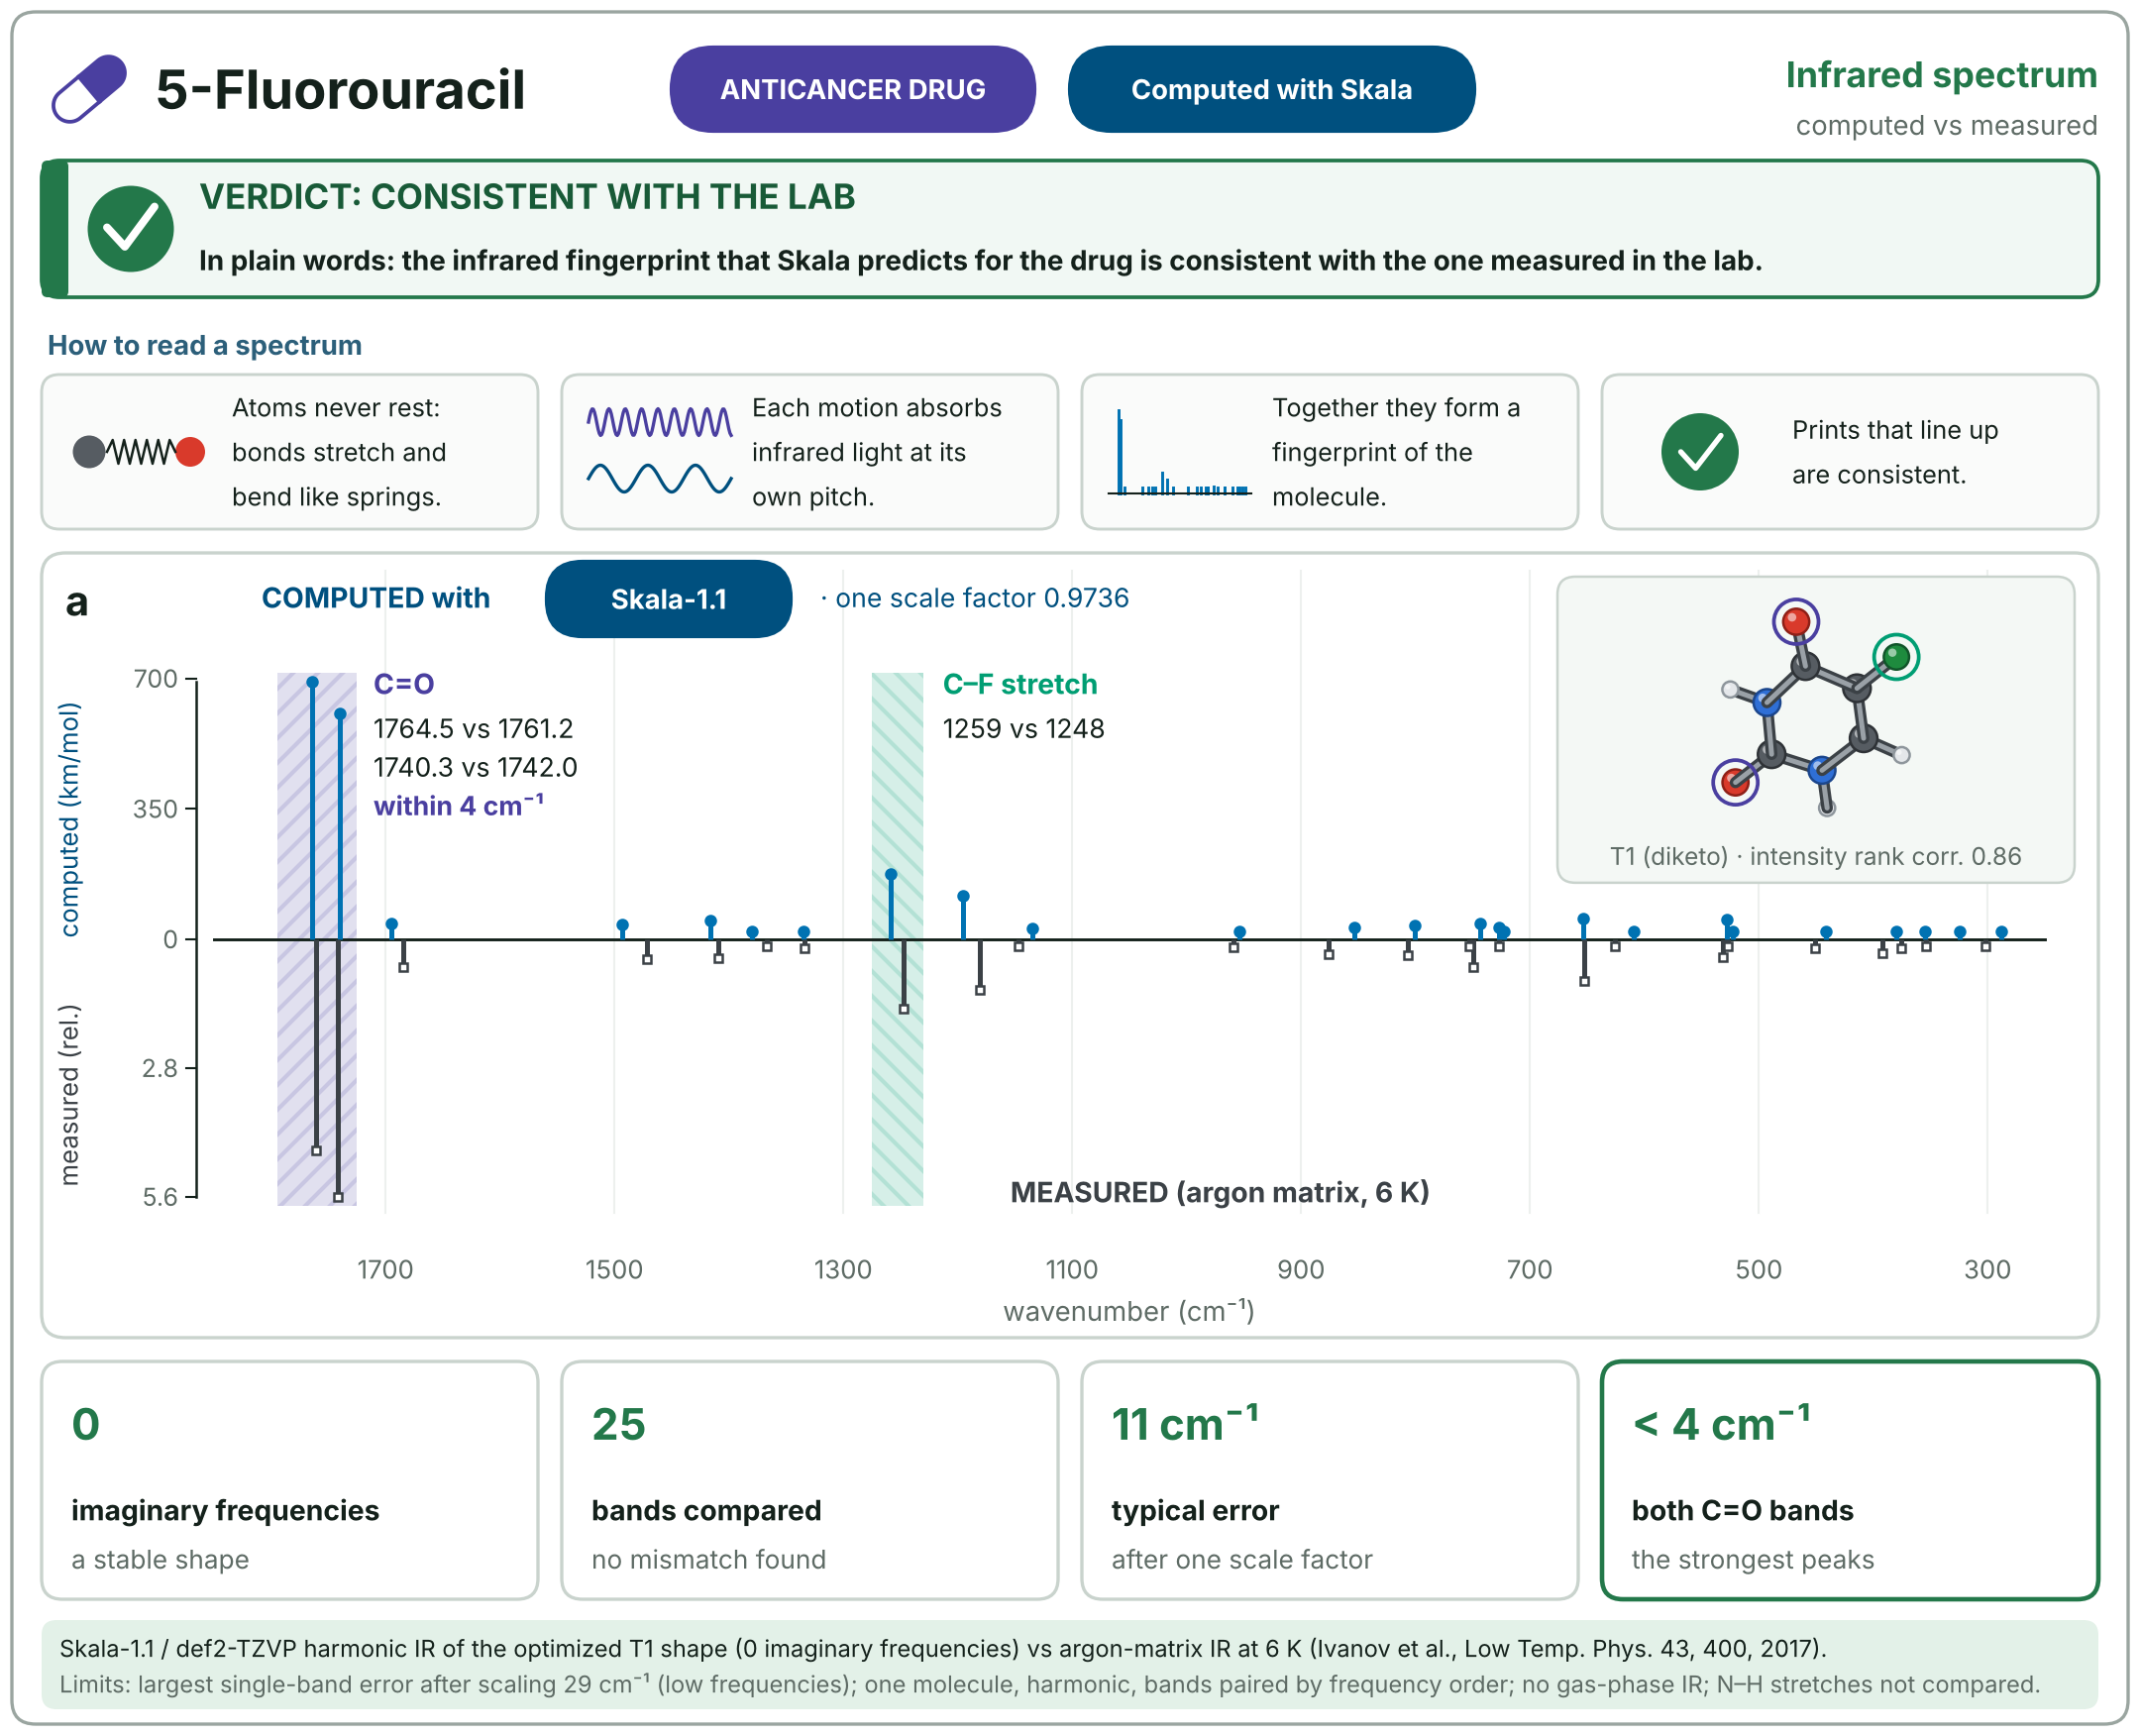 5-Fluorouracil
ANTICANCER DRUG
Computed with Skala
Infrared spectrum
computed vs measured
VERDICT: CONSISTENT WITH THE LAB
In plain words: the infrared fingerprint that Skala predicts for the drug is consistent with the one measured in the lab.
How to read a spectrum
Atoms never rest:
bonds stretch and
bend like springs.
Each motion absorbs
infrared light at its
own pitch.
Together they form a
fingerprint of the
molecule.
Prints that line up
are consistent.
a
COMPUTED with
Skala-1.1
· one scale factor 0.9736
C=O
1764.5 vs 1761.2
1740.3 vs 1742.0
within 4 cm⁻¹
C–F stretch
1259 vs 1248
T1 (diketo) · intensity rank corr. 0.86
computed (km/mol)
700
350
0
measured (rel.)
2.8
5.6
MEASURED (argon matrix, 6 K)
1700
1500
1300
1100
900
700
500
300
wavenumber (cm⁻¹)
0
imaginary frequencies
a stable shape
25
bands compared
no mismatch found
11 cm⁻¹
typical error
after one scale factor
< 4 cm⁻¹
both C=O bands
the strongest peaks
Skala-1.1 / def2-TZVP harmonic IR of the optimized T1 shape (0 imaginary frequencies) vs argon-matrix IR at 6 K (Ivanov et al., Low Temp. Phys. 43, 400, 2017).
Limits: largest single-band error after scaling 29 cm⁻¹ (low frequencies); one molecule, harmonic, bands paired by frequency order; no gas-phase IR; N–H stretches not compared.